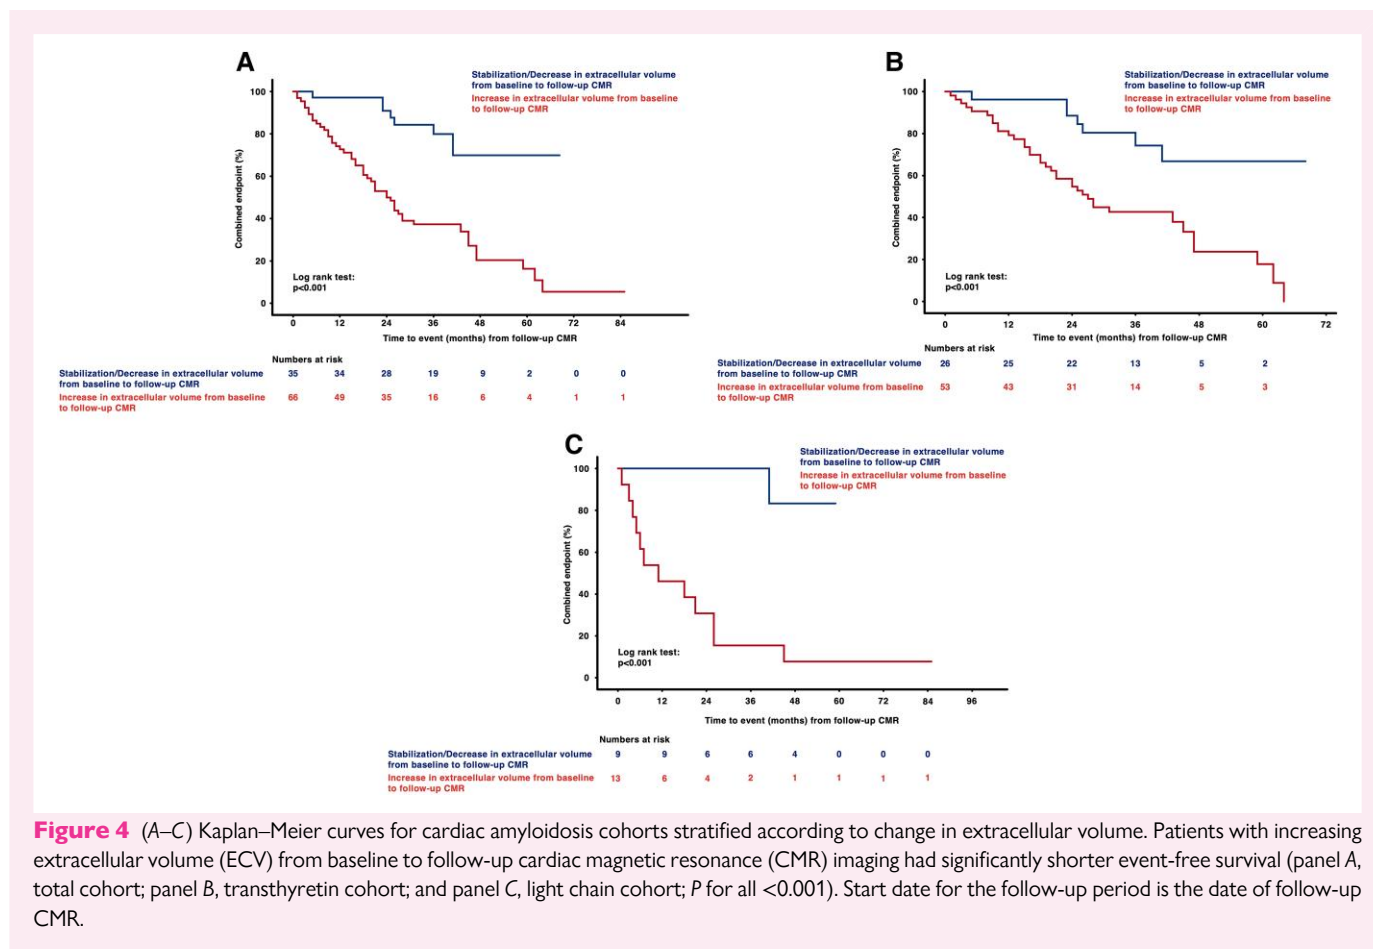 A
Stabilization/Decrease in extracellular volume
from baseline to follow-up CMR
Increase in extracellular volume from baseline
to follow-up CMR
Combined endpoint (%)
100
80
60
40
20
0
Log rank test:
p<0.001
0 12 24 36 48 60 72 84
Time to event (months) from follow-up CMR
Numbers at risk
Stabilization/Decrease in extracellular volume 35 34 28 19 9 2 0 0
from baseline to follow-up CMR
Increase in extracellular volume from baseline 66 49 35 16 6 4 1 1
to follow-up CMR
B
Stabilization/Decrease in extracellular volume
from baseline to follow-up CMR
Increase in extracellular volume from baseline
to follow-up CMR
Combined endpoint (%)
100
80
60
40
20
0
Log rank test:
p<0.001
0 12 24 36 48 60 72
Time to event (months) from follow-up CMR
Numbers at risk
Stabilization/Decrease in extracellular volume 26 25 22 13 5 2
from baseline to follow-up CMR
Increase in extracellular volume from baseline 53 43 31 14 5 3
to follow-up CMR
C
Stabilization/Decrease in extracellular volume
from baseline to follow-up CMR
Increase in extracellular volume from baseline
to follow-up CMR
Combined endpoint (%)
100
80
60
40
20
0
Log rank test:
p<0.001
0 12 24 36 48 60 72 84 96
Time to event (months) from follow-up CMR
Numbers at risk
Stabilization/Decrease in extracellular volume 9 9 6 6 4 0 0 0
from baseline to follow-up CMR
Increase in extracellular volume from baseline 13 6 4 2 1 1 1 1
to follow-up CMR
Figure 4 (A–C) Kaplan–Meier curves for cardiac amyloidosis cohorts stratified according to change in extracellular volume. Patients with increasing
extracellular volume (ECV) from baseline to follow-up cardiac magnetic resonance (CMR) imaging had significantly shorter event-free survival (panel A,
total cohort; panel B, transthyretin cohort; and panel C, light chain cohort; P for all <0.001). Start date for the follow-up period is the date of follow-up
CMR.